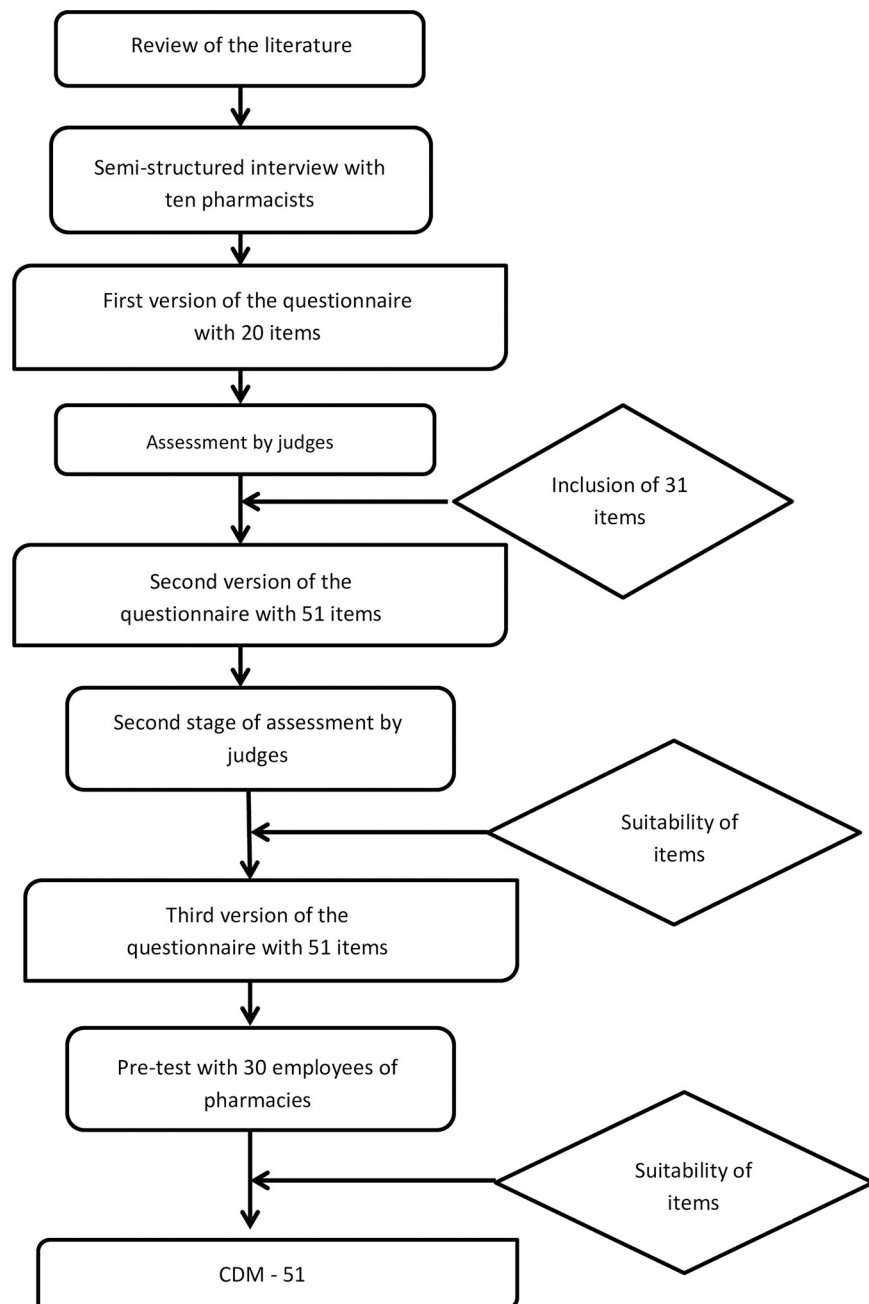 Review of the literature
Semi-structured interview with
ten pharmacists
First version of the questionnaire
with 20 items
Assessment by judges
Inclusion of 31
items
Second version of the
questionnaire with 51 items
Second stage of assessment by
judges
Suitability of
items
Third version of the
questionnaire with 51 items
Pre-test with 30 employees of
pharmacies
Suitability of
items
CDM - 51